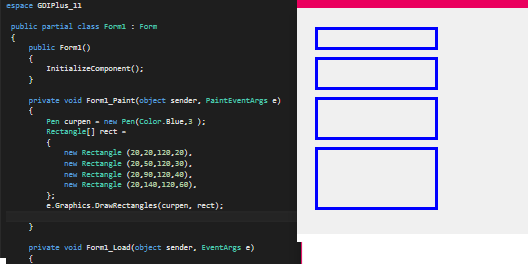 espace GDIPlus_11
public partial class Form1 : Form
{
public Form1()
{
InitializeComponent();
}
private void Form1_Paint(object sender, PaintEventArgs e)
{
Pen curpen = new Pen(Color.Blue,3 );
Rectangle[] rect =
{
new Rectangle (20,20,120,20),
new Rectangle (20,50,120,30),
new Rectangle (20,90,120,40),
new Rectangle (20,140,120,60),
};
e.Graphics.DrawRectangles(curpen, rect);
}
private void Form1_Load(object sender, EventArgs e)
{